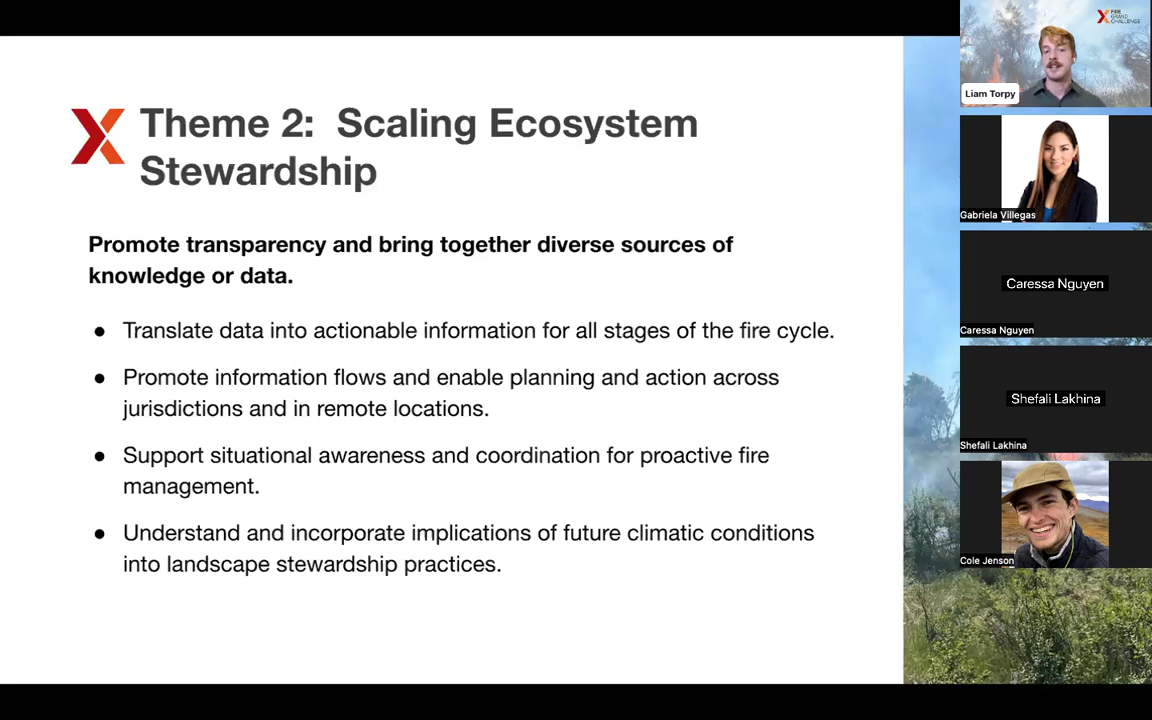 Theme 2: Scaling Ecosystem
Stewardship
Promote transparency and bring together diverse sources of
knowledge or data.
● Translate data into actionable information for all stages of the fire cycle.
● Promote information flows and enable planning and action across
jurisdictions and in remote locations.
● Support situational awareness and coordination for proactive fire
management.
● Understand and incorporate implications of future climatic conditions
into landscape stewardship practices.
FIRE
GRAND
CHALLENGE
Liam Torpy
Gabriela Villegas
Caressa Nguyen
Caressa Nguyen
Shefali Lakhina
Shefali Lakhina
Cole Jenson